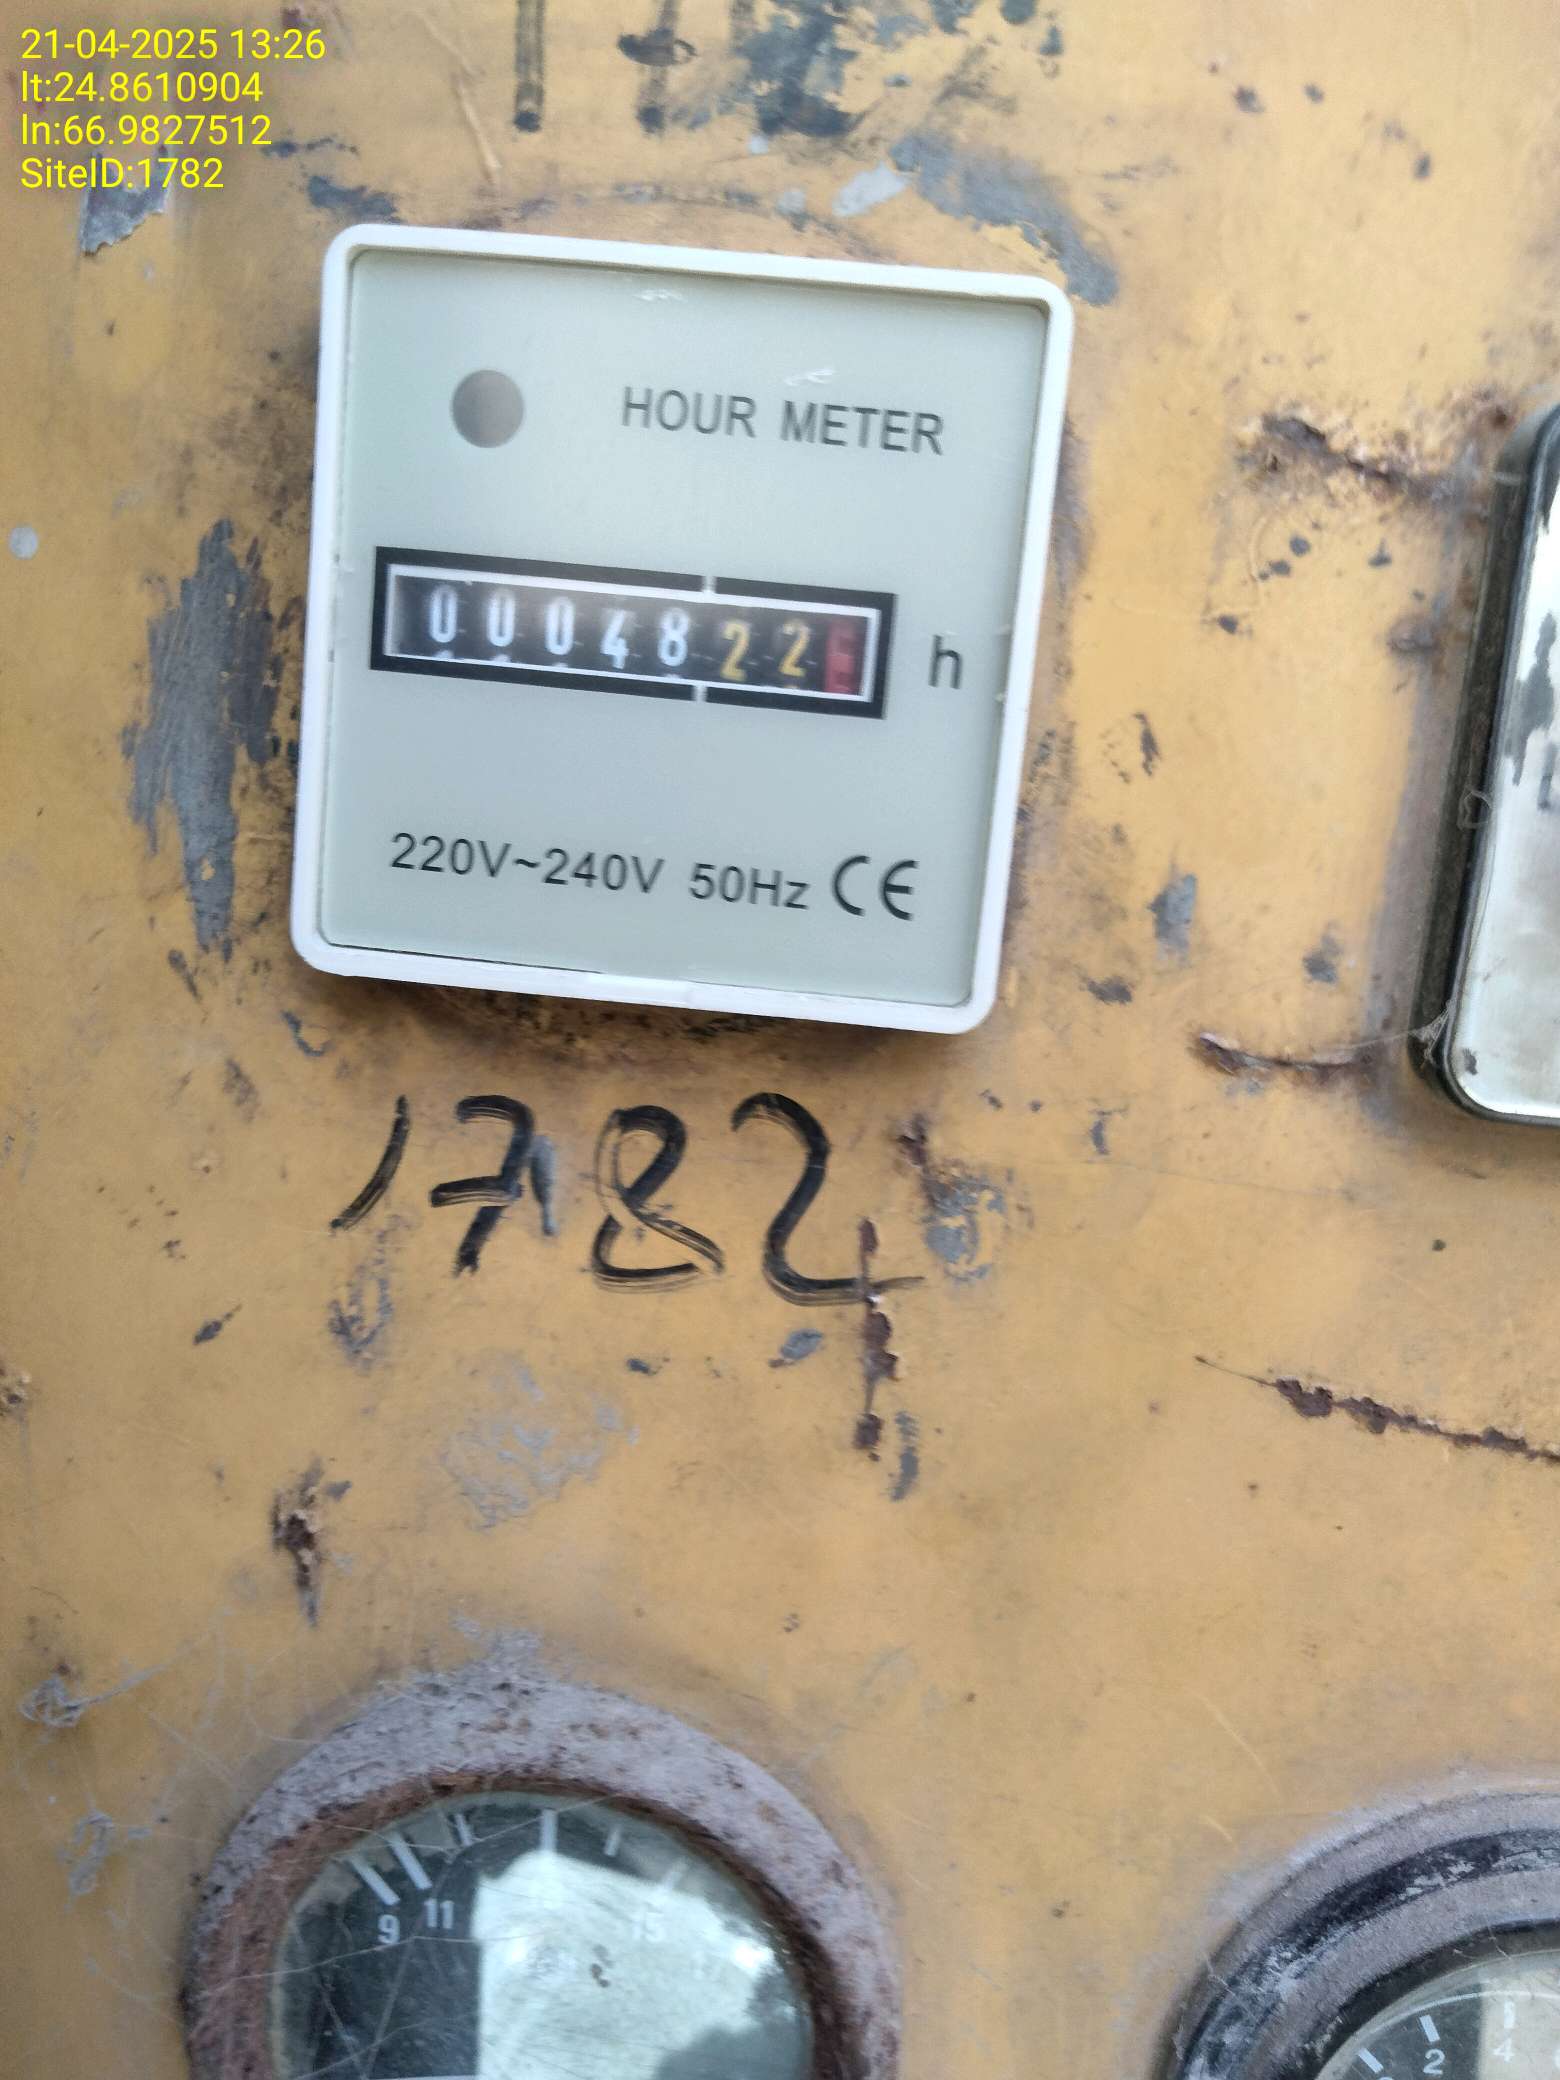 21-04-2025 13:26
lt:24.8610904
ln:66.9827512
SiteID:1782
HOUR METER
0004822
h
220V~240V 50Hz CE
1782
9 11 15
2 4